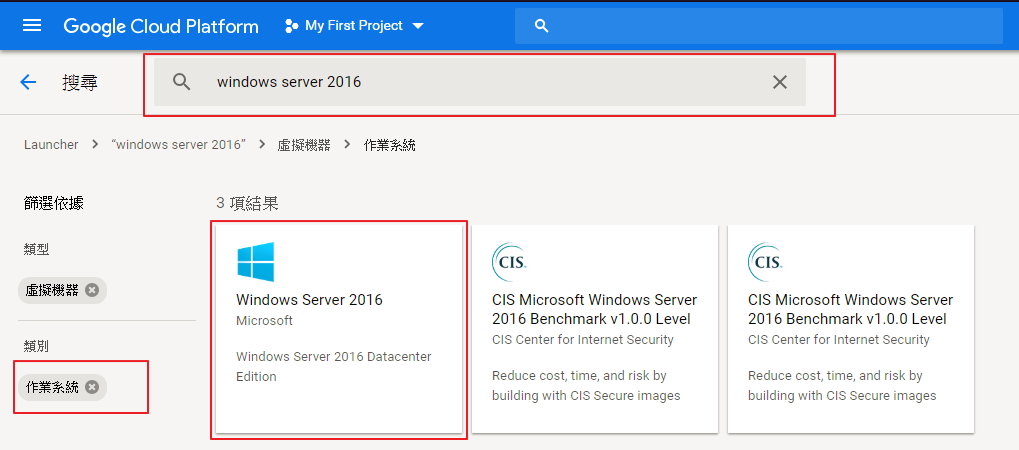 Google Cloud Platform My First Project
搜尋 windows server 2016
Launcher > "windows server 2016" > 虛擬機器 > 作業系統
篩選依據
3 項結果
類型
虛擬機器
類別
作業系統
Windows Server 2016
Microsoft
Windows Server 2016 Datacenter
Edition
CIS
CIS Microsoft Windows Server
2016 Benchmark v1.0.0 Level
CIS Center for Internet Security
Reduce cost, time, and risk by
building with CIS Secure images
CIS
CIS Microsoft Windows Server
2016 Benchmark v1.0.0 Level
CIS Center for Internet Security
Reduce cost, time, and risk by
building with CIS Secure images